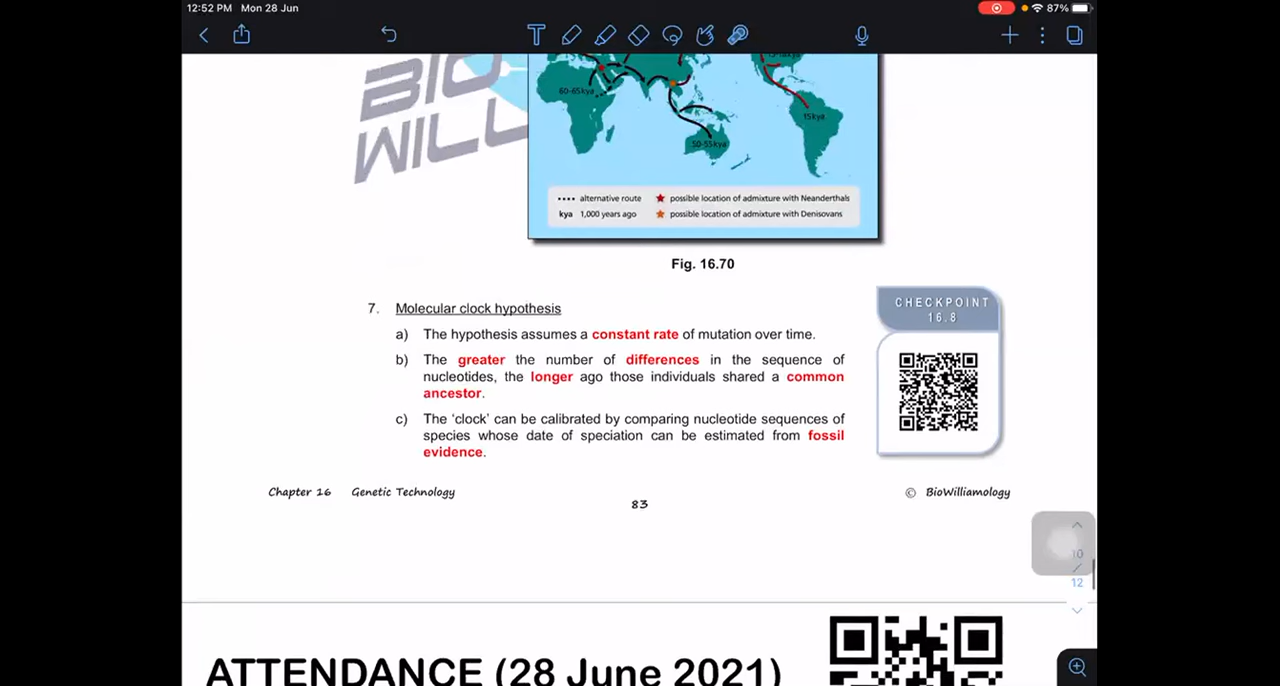 12:52 PM Mon 28 Jun
87%
BIO
WILL
60-65kya
15kya
50-55kya
alternative route
possible location of admixture with Neanderthals
kya 1,000 years ago
possible location of admixture with Denisovans
Fig. 16.70
7. Molecular clock hypothesis
a) The hypothesis assumes a constant rate of mutation over time.
b) The greater the number of differences in the sequence of
nucleotides, the longer ago those individuals shared a common
ancestor.
c) The ‘clock’ can be calibrated by comparing nucleotide sequences of
species whose date of speciation can be estimated from fossil
evidence.
CHECKPOINT
16.8
Chapter 16 Genetic Technology
83
© BioWilliamology
10
/
12
ATTENDANCE (28 June 2021)